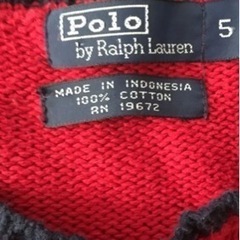 Polo
by Ralph Lauren
5
MADE IN INDONESIA
100% COTTON
RN 19672